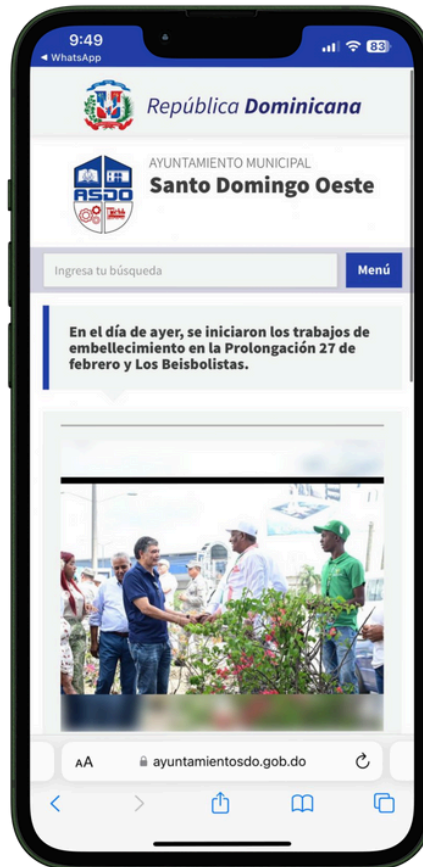 9:49
83
WhatsApp
República Dominicana
AYUNTAMIENTO MUNICIPAL
Santo Domingo Oeste
ASDO
Ingresa tu búsqueda
Menú
En el día de ayer, se iniciaron los trabajos de
embellecimiento en la Prolongación 27 de
febrero y Los Beisbolistas.
AA
ayuntamientosdo.gob.do